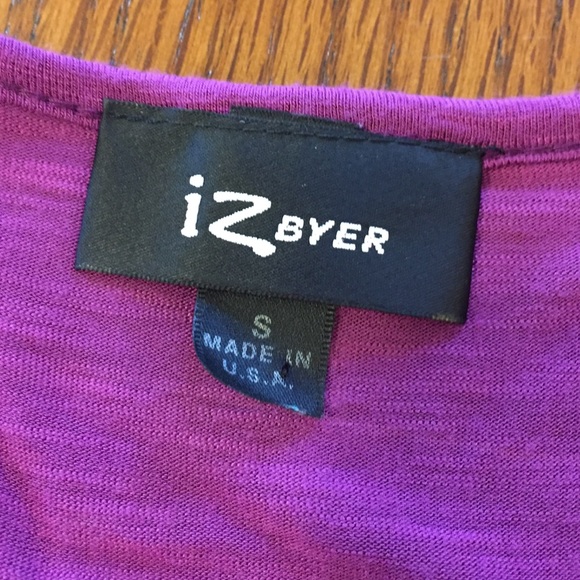 iz BYER
S
MADE IN
U.S.A.